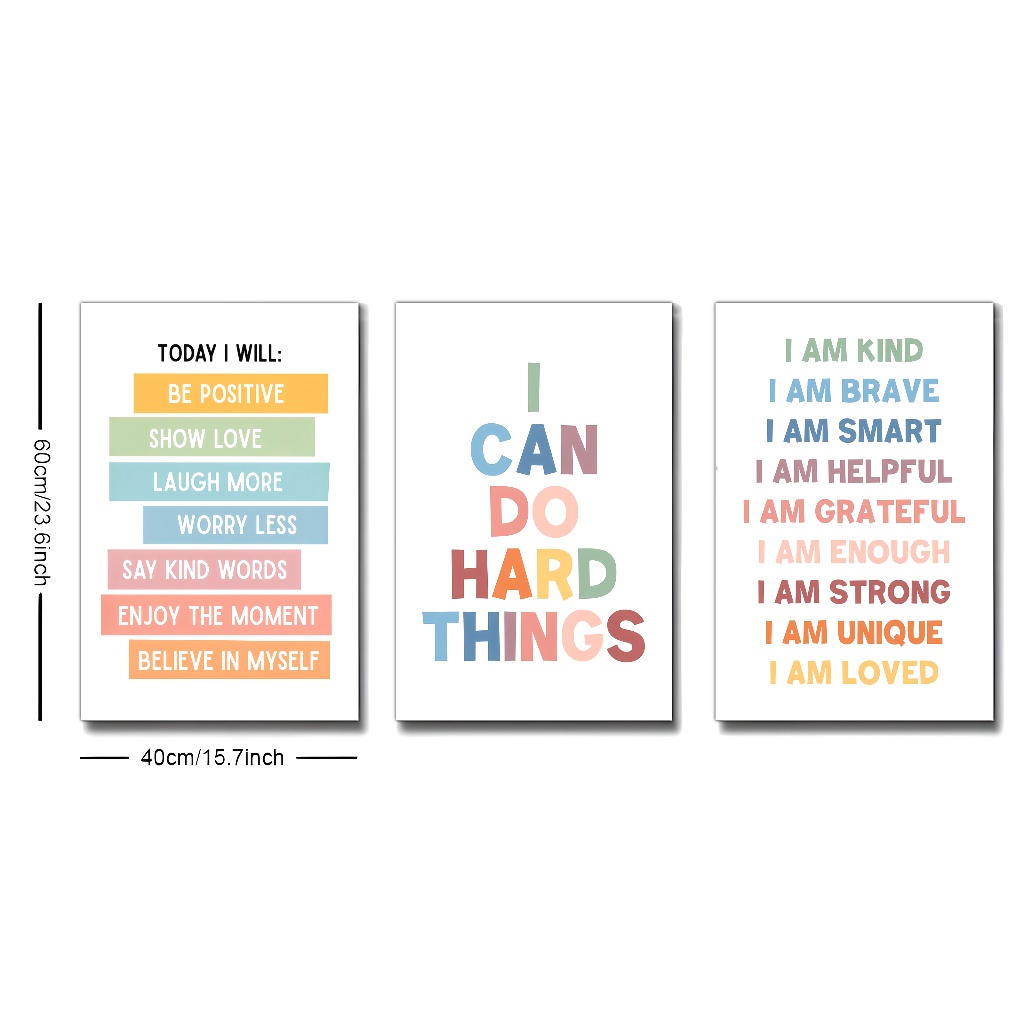 60cm/23.6inch
TODAY I WILL:
BE POSITIVE
SHOW LOVE
LAUGH MORE
WORRY LESS
SAY KIND WORDS
ENJOY THE MOMENT
BELIEVE IN MYSELF
40cm/15.7inch
I
CAN
DO
HARD
THINGS
I AM KIND
I AM BRAVE
I AM SMART
I AM HELPFUL
I AM GRATEFUL
I AM ENOUGH
I AM STRONG
I AM UNIQUE
I AM LOVED